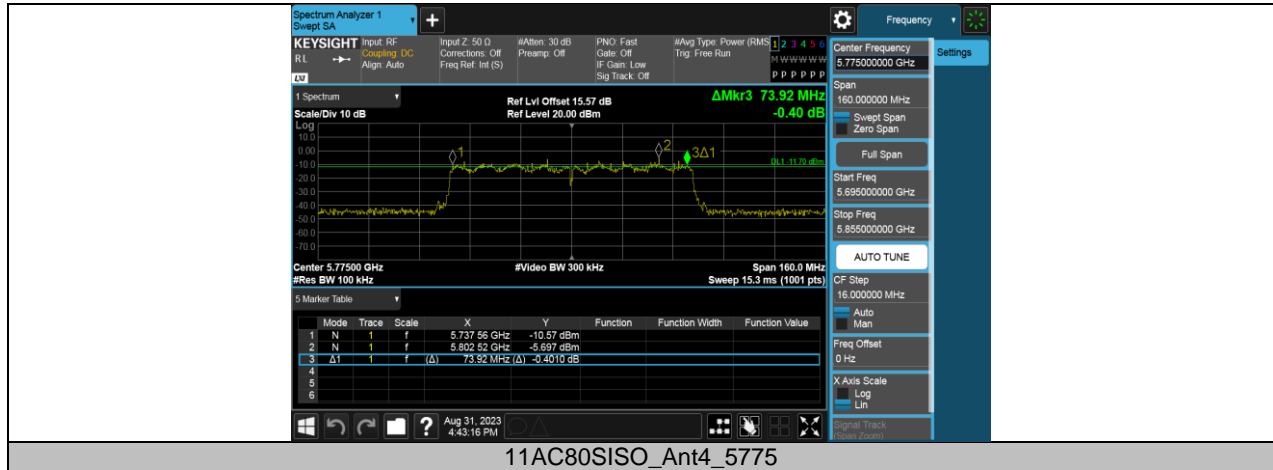 Spectrum Analyzer 1
Swept SA
+
Frequency
KEYSIGHT
RL
LXI
Input: RF
Coupling: DC
Align: Auto
Input Z: 50 Ω
Corrections: Off
Freq Ref: Int (S)
#Atten: 30 dB
Preamp: Off
PNO: Fast
Gate: Off
IF Gain: Low
Sig Track: Off
#Avg Type: Power (RMS
Trig: Free Run
1 2 3 4 5 6
M W W W W W
P P P P P P
1 Spectrum
Scale/Div 10 dB
Ref Lvl Offset 15.57 dB
Ref Level 20.00 dBm
ΔMkr3 73.92 MHz
-0.40 dB
Log
10.0
0.00
-10.0
-20.0
-30.0
-40.0
-50.0
-60.0
-70.0
1
2
3Δ1
DL1 -11.70 dBm
Center 5.77500 GHz
#Video BW 300 kHz
Span 160.0 MHz
#Res BW 100 kHz
Sweep 15.3 ms (1001 pts)
5 Marker Table
Mode Trace Scale X Y Function Function Width Function Value
1 N 1 f 5.737 56 GHz -10.57 dBm
2 N 1 f 5.802 52 GHz -5.697 dBm
3 Δ1 1 f (Δ) 73.92 MHz (Δ) -0.4010 dB
4
5
6
?
Aug 31, 2023
4:43:16 PM
Center Frequency
5.775000000 GHz
Settings
Span
160.000000 MHz
Swept Span
Zero Span
Full Span
Start Freq
5.695000000 GHz
Stop Freq
5.855000000 GHz
AUTO TUNE
CF Step
16.000000 MHz
Auto
Man
Freq Offset
0 Hz
X Axis Scale
Log
Lin
Signal Track
(Span Zoom)
11AC80SISO_Ant4_5775